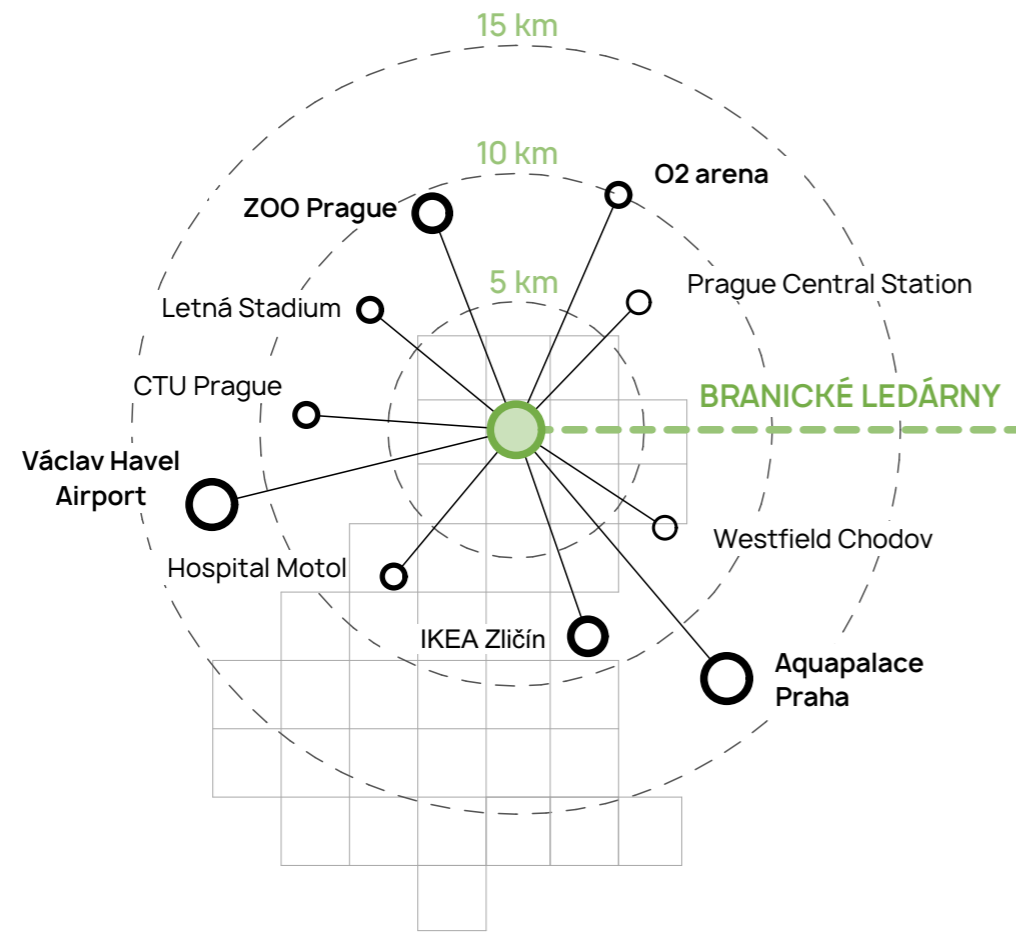 15 km
10 km
O2 arena
ZOO Prague
5 km
Prague Central Station
Letná Stadium
CTU Prague
BRANICKÉ LEDÁRNY
Václav Havel
Airport
Westfield Chodov
Hospital Motol
IKEA Zličín
Aquapalace
Praha